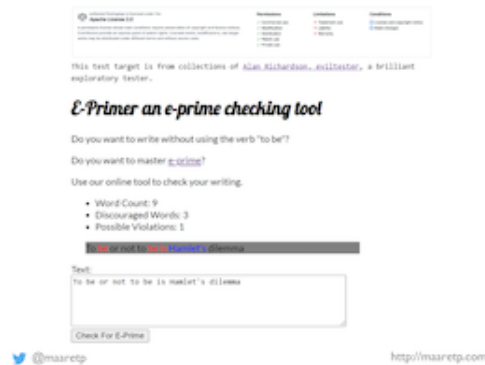 Apache License 2.0
This test target is from collections of Alan Richardson, eviltester, a brilliant
exploratory tester.
E-Primer an e-prime checking tool
Do you want to write without using the verb "to be"?
Do you want to master e-prime?
Use our online tool to check your writing.
Word Count: 9
Discouraged Words: 3
Possible Violations: 1
To be or not to be is Hamlet's dilemma
Text:
To be or not to be is Hamlet's dilemma
Check For E-Prime
@maaretp
http://maaretp.com